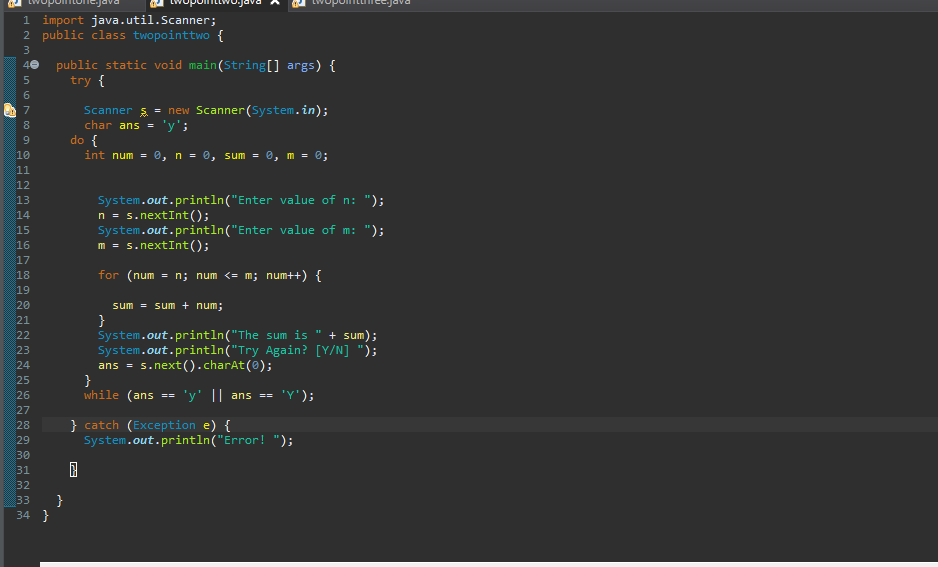 twopointone.java twopointtwo.java twopointthree.java
1 import java.util.Scanner;
2 public class twopointtwo {
3
4 public static void main(String[] args) {
5 try {
6
7 Scanner s = new Scanner(System.in);
8 char ans = 'y';
9 do {
10 int num = 0, n = 0, sum = 0, m = 0;
11
12
13 System.out.println("Enter value of n: ");
14 n = s.nextInt();
15 System.out.println("Enter value of m: ");
16 m = s.nextInt();
17
18 for (num = n; num <= m; num++) {
19
20 sum = sum + num;
21 }
22 System.out.println("The sum is " + sum);
23 System.out.println("Try Again? [Y/N] ");
24 ans = s.next().charAt(0);
25 }
26 while (ans == 'y' || ans == 'Y');
27
28 } catch (Exception e) {
29 System.out.println("Error! ");
30
31 }
32
33 }
34 }